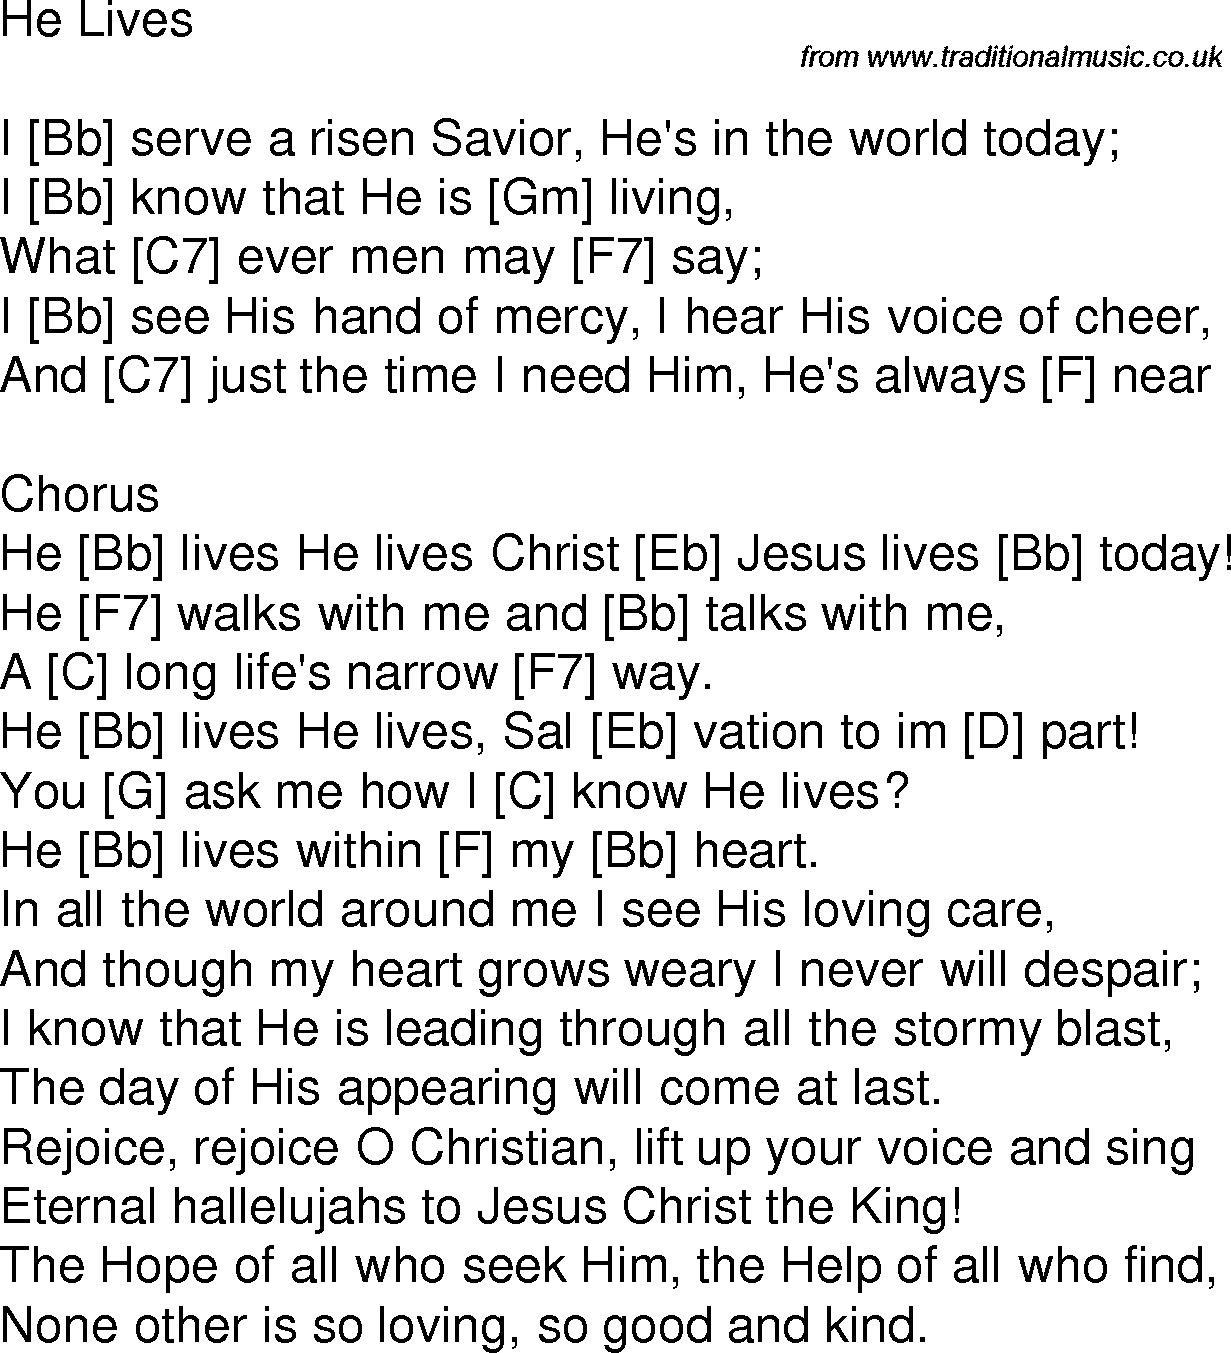 He Lives
from www.traditionalmusic.co.uk
I [Bb] serve a risen Savior, He's in the world today;
I [Bb] know that He is [Gm] living,
What [C7] ever men may [F7] say;
I [Bb] see His hand of mercy, I hear His voice of cheer,
And [C7] just the time I need Him, He's always [F] near
Chorus
He [Bb] lives He lives Christ [Eb] Jesus lives [Bb] today!
He [F7] walks with me and [Bb] talks with me,
A [C] long life's narrow [F7] way.
He [Bb] lives He lives, Sal [Eb] vation to im [D] part!
You [G] ask me how I [C] know He lives?
He [Bb] lives within [F] my [Bb] heart.
In all the world around me I see His loving care,
And though my heart grows weary I never will despair;
I know that He is leading through all the stormy blast,
The day of His appearing will come at last.
Rejoice, rejoice O Christian, lift up your voice and sing
Eternal hallelujahs to Jesus Christ the King!
The Hope of all who seek Him, the Help of all who find,
None other is so loving, so good and kind.